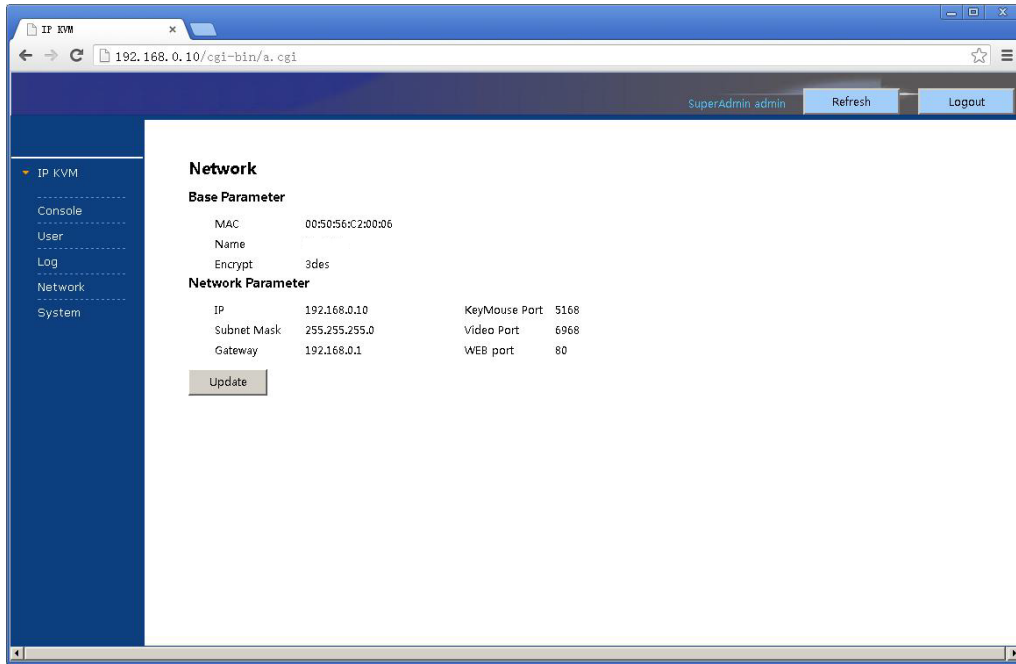 IP KVM
192.168.0.10/cgi-bin/a.cgi
SuperAdmin admin Refresh Logout
IP KVM
Console
User
Log
Network
System
Network
Base Parameter
MAC 00:50:56:C2:00:06
Name
Encrypt 3des
Network Parameter
IP 192.168.0.10 KeyMouse Port 5168
Subnet Mask 255.255.255.0 Video Port 6968
Gateway 192.168.0.1 WEB port 80
Update